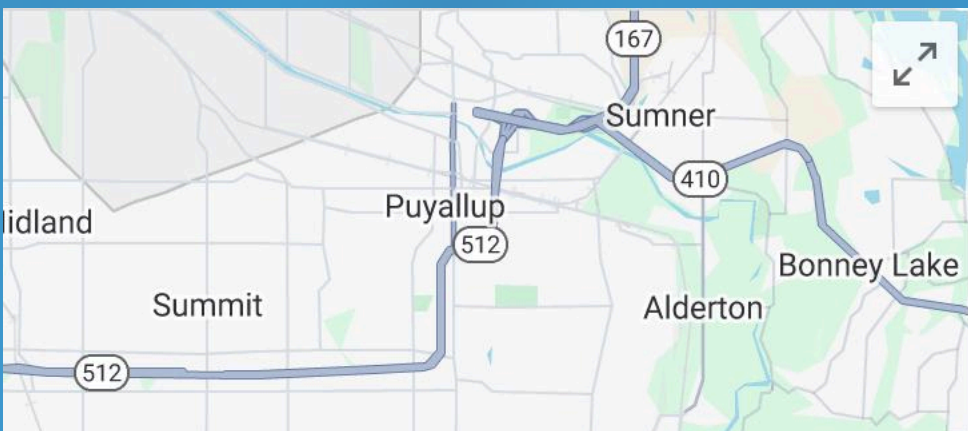 167
Sumner
410
idland
Puyallup
512
Bonney Lake
Summit
Alderton
512